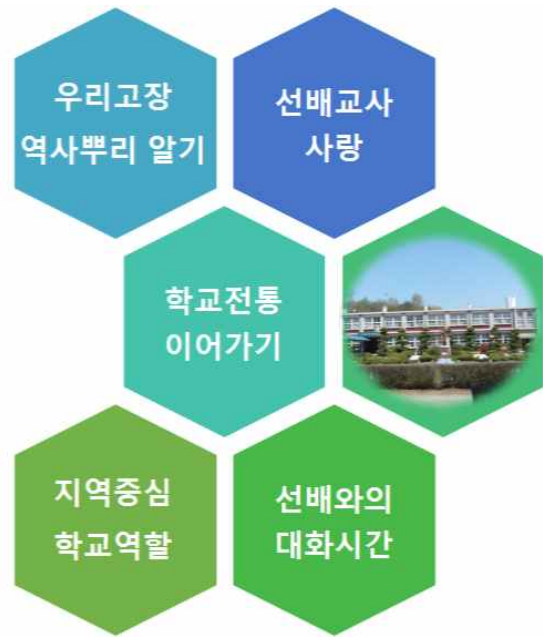 우리고장
역사뿌리 알기
선배교사
사랑
학교전통
이어가기
지역중심
학교역할
선배와의
대화시간